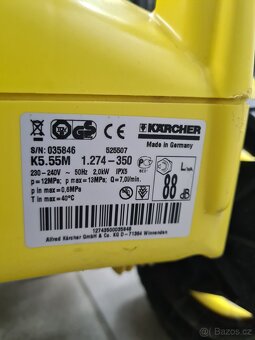 KÄRCHER
Made in Germany
S/N: 035846 525507
K5.55M 1.274-350
230-240V ~ 50Hz 2,0kW IPX5
p=12MPa; p max=13MPa; Q=7,0l/min.
p in max=0,6MPa
T in max=40°C
88
dB
Alfred Kärcher GmbH & Co. KG D - 71364 Winnenden
Bazos.cz